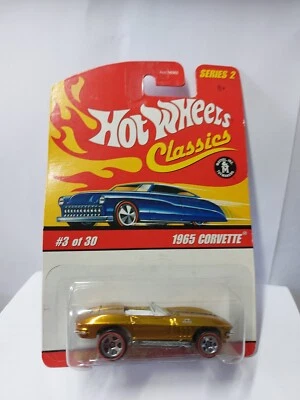 SERIES 2
Hot Wheels
Classics
#3 of 30
1965 CORVETTE